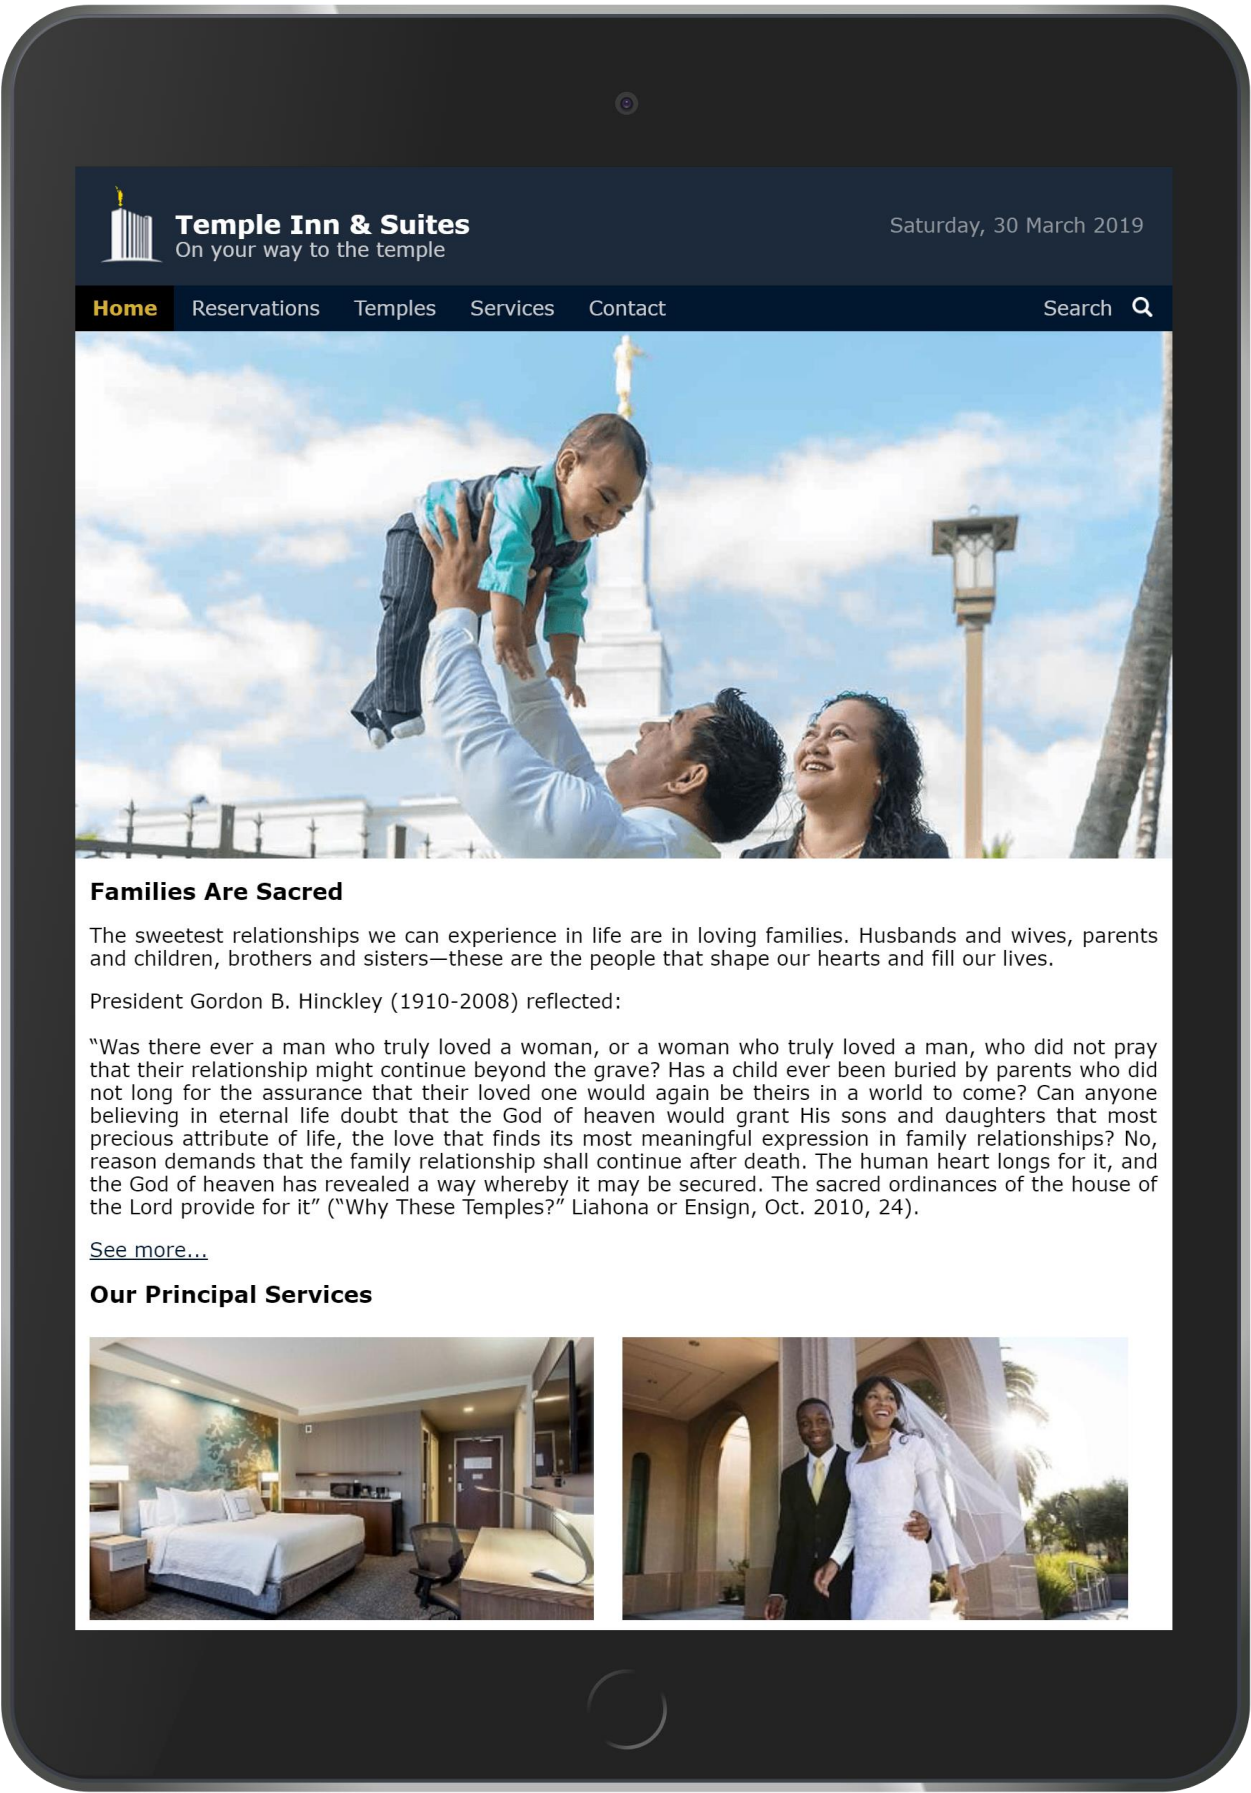 Temple Inn & Suites
On your way to the temple
Saturday, 30 March 2019
Home Reservations Temples Services Contact Search
Families Are Sacred
The sweetest relationships we can experience in life are in loving families. Husbands and wives, parents
and children, brothers and sisters—these are the people that shape our hearts and fill our lives.
President Gordon B. Hinckley (1910-2008) reflected:
“Was there ever a man who truly loved a woman, or a woman who truly loved a man, who did not pray
that their relationship might continue beyond the grave? Has a child ever been buried by parents who did
not long for the assurance that their loved one would again be theirs in a world to come? Can anyone
believing in eternal life doubt that the God of heaven would grant His sons and daughters that most
precious attribute of life, the love that finds its most meaningful expression in family relationships? No,
reason demands that the family relationship shall continue after death. The human heart longs for it, and
the God of heaven has revealed a way whereby it may be secured. The sacred ordinances of the house of
the Lord provide for it” (“Why These Temples?” Liahona or Ensign, Oct. 2010, 24).
See more...
Our Principal Services